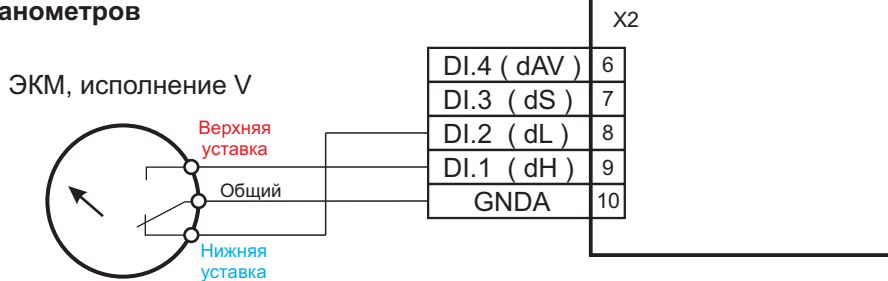 анометров
X2
ЭКМ, исполнение V
DI.4 ( dAV ) 6
DI.3 ( dS ) 7
DI.2 ( dL ) 8
DI.1 ( dH ) 9
GNDA 10
Верхняя
уставка
Общий
Нижняя
уставка